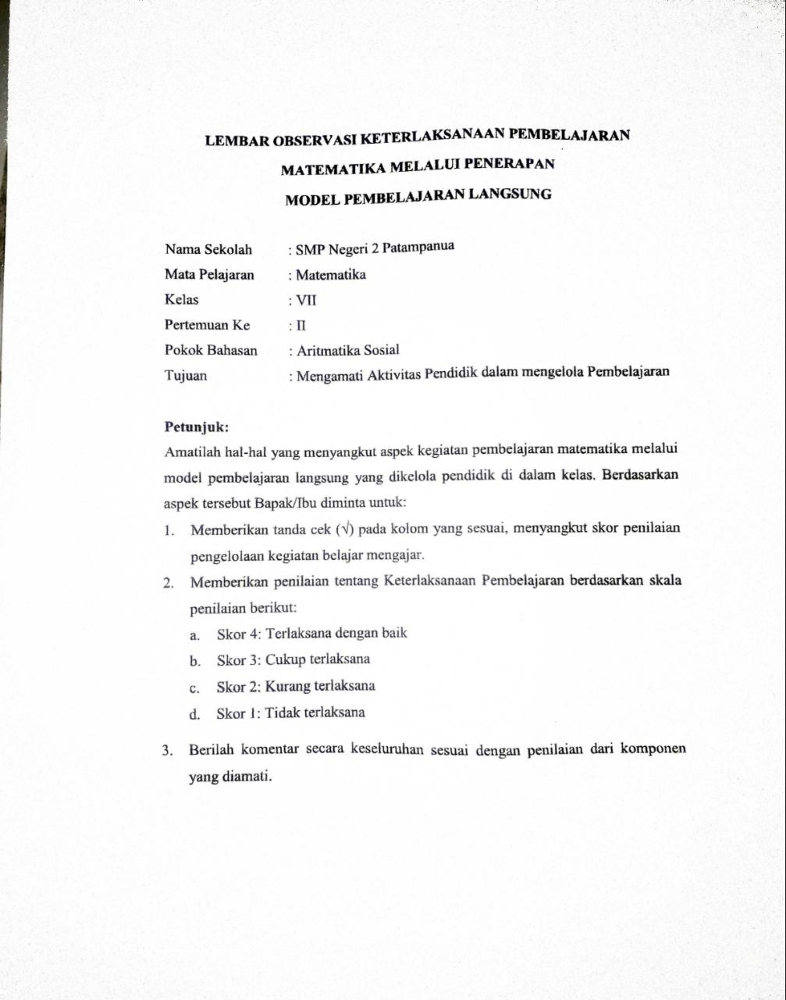 LEMBAR OBSERVASI KETERLAKSANAAN PEMBELAJARAN
MATEMATIKA MELALUI PENERAPAN
MODEL PEMBELAJARAN LANGSUNG
Nama Sekolah : SMP Negeri 2 Patampanua
Mata Pelajaran : Matematika
Kelas : VII
Pertemuan Ke : II
Pokok Bahasan : Aritmatika Sosial
Tujuan : Mengamati Aktivitas Pendidik dalam mengelola Pembelajaran
Petunjuk:
Amatilah hal-hal yang menyangkut aspek kegiatan pembelajaran matematika melalui
model pembelajaran langsung yang dikelola pendidik di dalam kelas. Berdasarkan
aspek tersebut Bapak/Ibu diminta untuk:
1. Memberikan tanda cek (√) pada kolom yang sesuai, menyangkut skor penilaian
pengelolaan kegiatan belajar mengajar.
2. Memberikan penilaian tentang Keterlaksanaan Pembelajaran berdasarkan skala
penilaian berikut:
a. Skor 4: Terlaksana dengan baik
b. Skor 3: Cukup terlaksana
c. Skor 2: Kurang terlaksana
d. Skor 1: Tidak terlaksana
3. Berilah komentar secara keseluruhan sesuai dengan penilaian dari komponen
yang diamati.